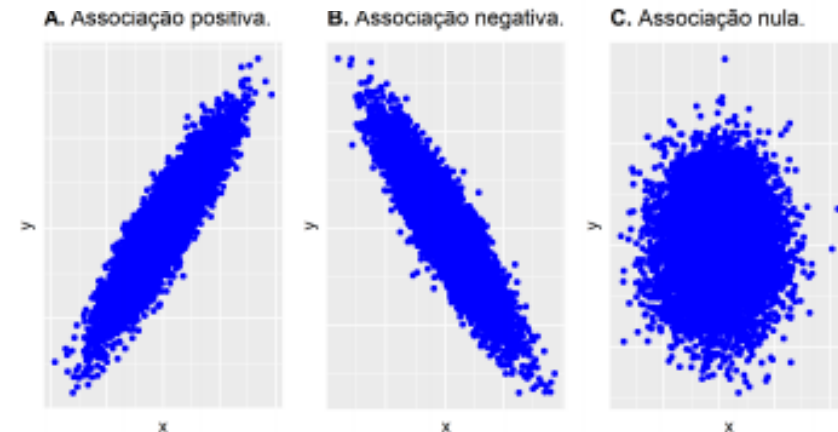 A. Associação positiva.
B. Associação negativa.
C. Associação nula.
y
y
y
x
x
x